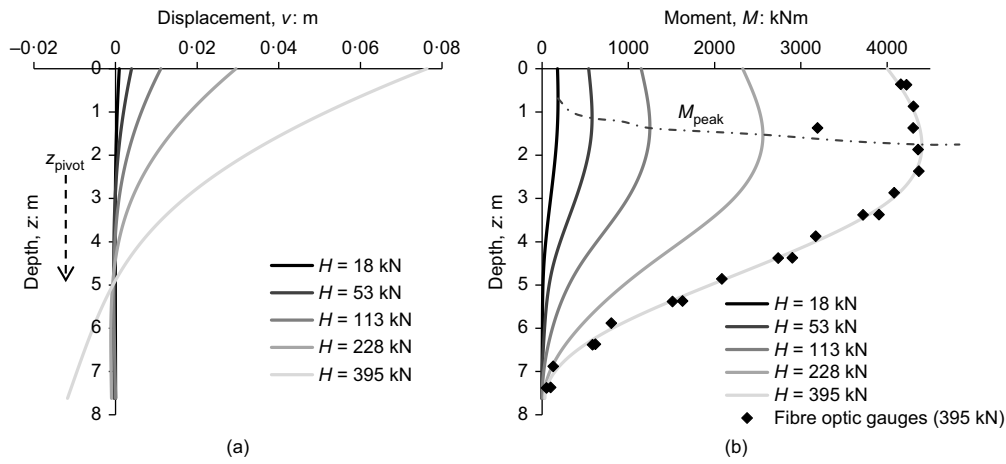 Displacement, v: m
–0·02 0 0·02 0·04 0·06 0·08
Depth, z: m
0
1
2
3
4
5
6
7
8
z_pivot
H = 18 kN
H = 53 kN
H = 113 kN
H = 228 kN
H = 395 kN
(a)
Moment, M: kNm
0 1000 2000 3000 4000
Depth, z: m
0
1
2
3
4
5
6
7
8
M_peak
H = 18 kN
H = 53 kN
H = 113 kN
H = 228 kN
H = 395 kN
Fibre optic gauges (395 kN)
(b)